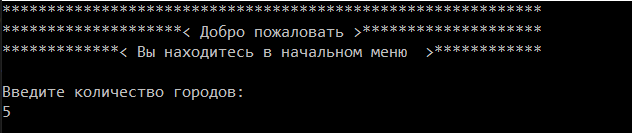 ************************************************************
********************< Добро пожаловать >********************
*************< Вы находитесь в начальном меню  >************
Введите количество городов:
5